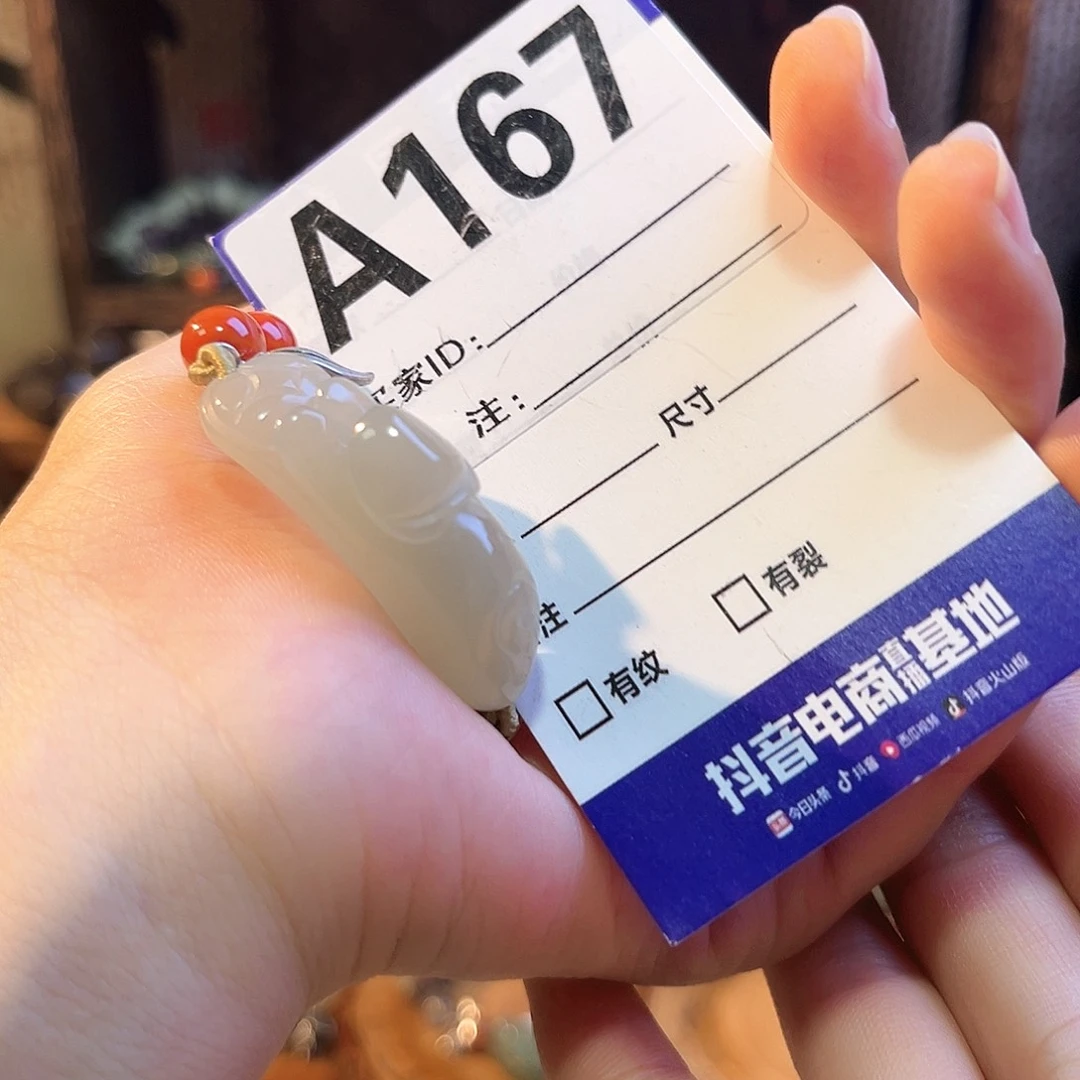 A167
家ID:
注:
尺寸
注
有纹 有裂
抖音电商直播基地
今日头条 抖音 西瓜视频 抖音火山版